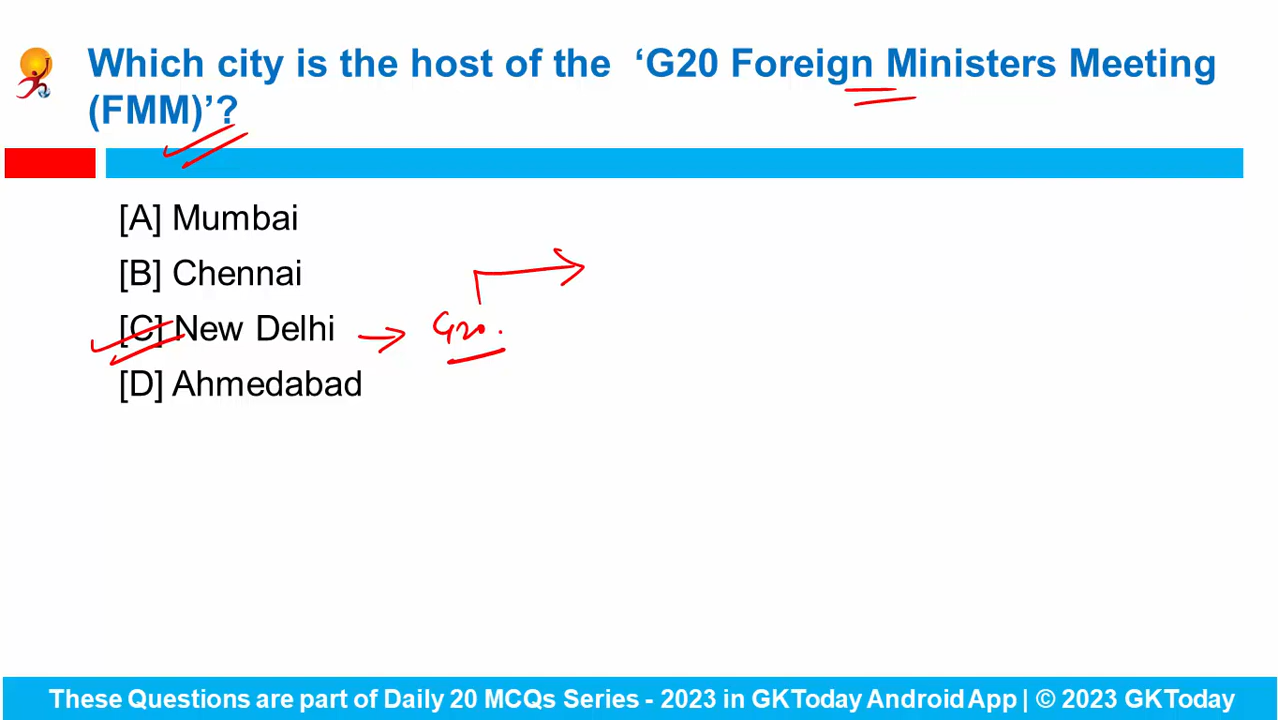 Which city is the host of the ‘G20 Foreign Ministers Meeting
(FMM)’?
[A] Mumbai
[B] Chennai
[C] New Delhi → G20.
[D] Ahmedabad
These Questions are part of Daily 20 MCQs Series - 2023 in GKToday Android App | © 2023 GKToday